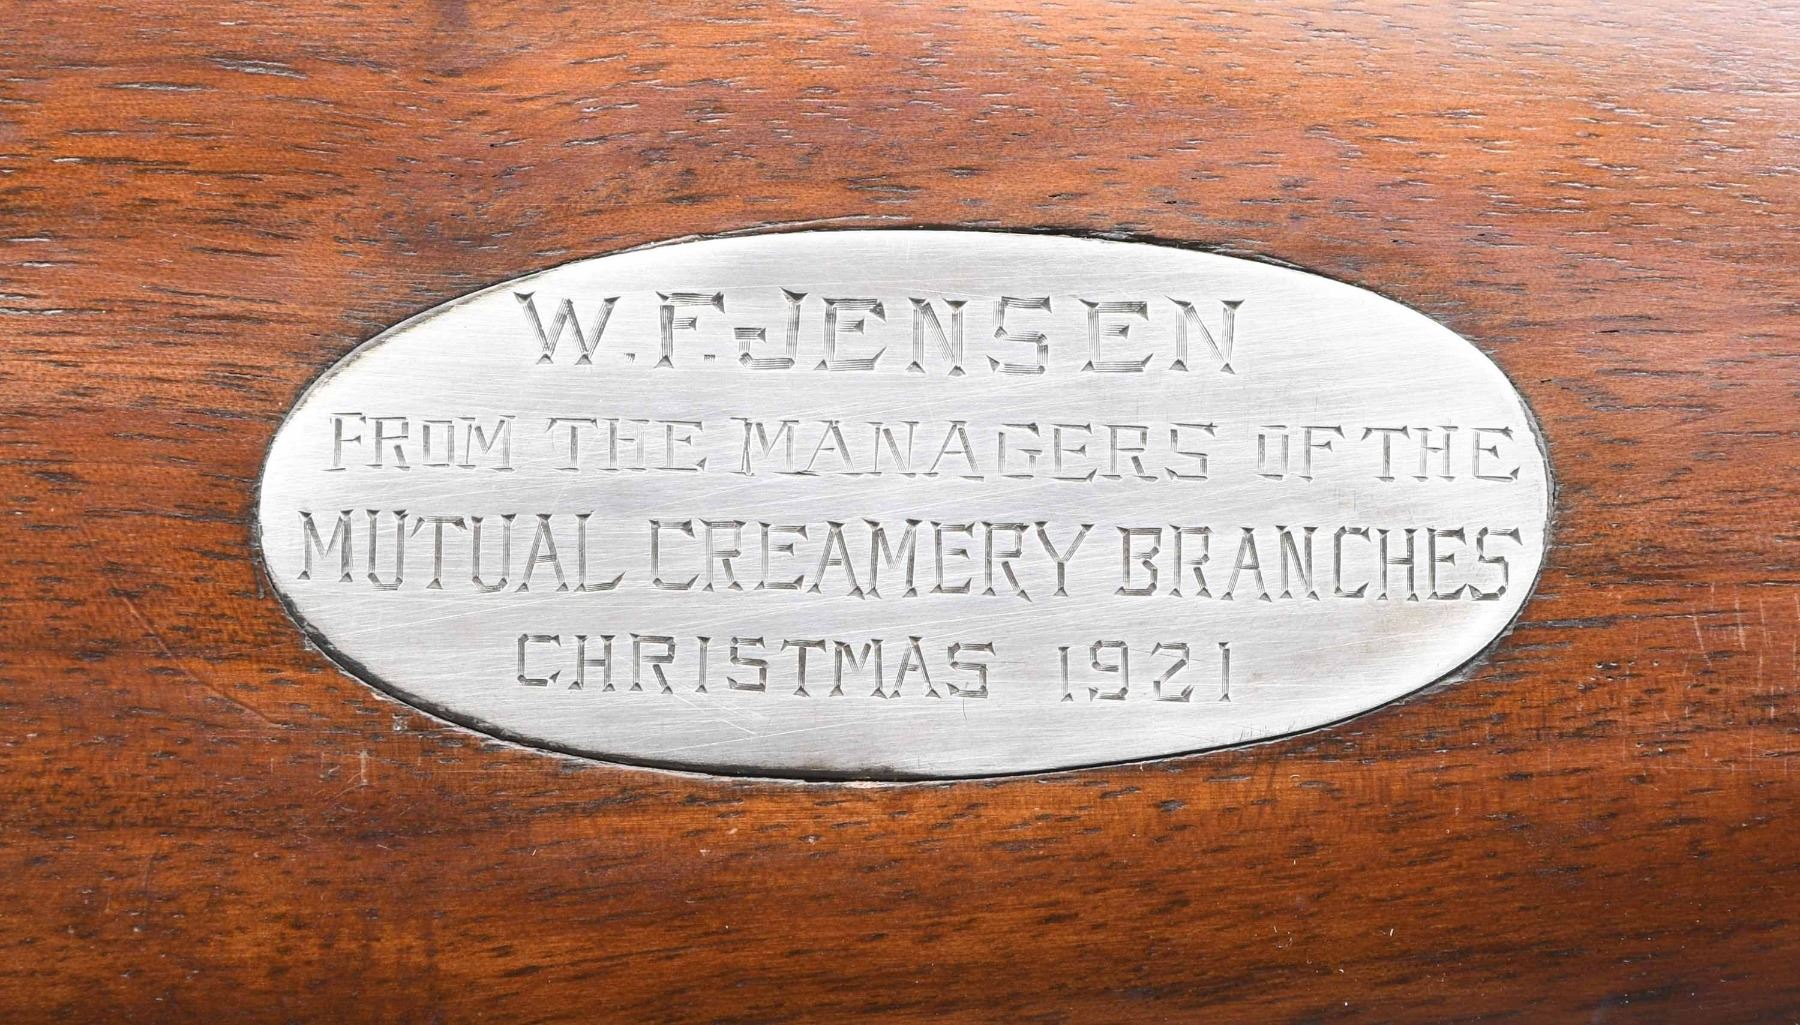 W.F. JENSEN
FROM THE MANAGERS OF THE
MUTUAL CREAMERY BRANCHES
CHRISTMAS 1921